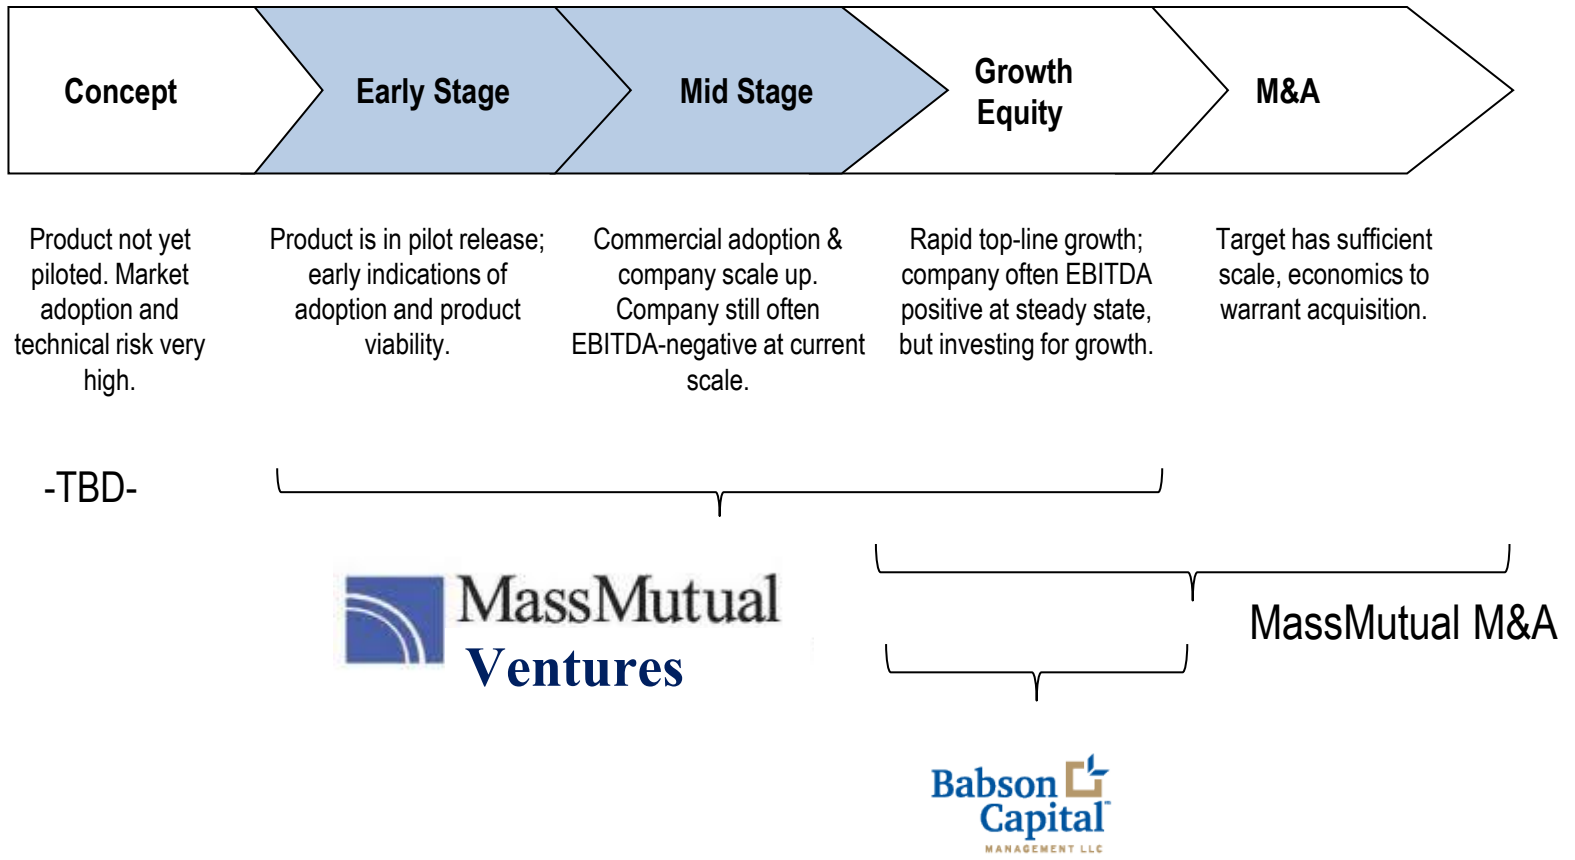 Concept
Early Stage
Mid Stage
Growth
Equity
M&A
Product not yet
piloted. Market
adoption and
technical risk very
high.
Product is in pilot release;
early indications of
adoption and product
viability.
Commercial adoption &
company scale up.
Company still often
EBITDA-negative at current
scale.
Rapid top-line growth;
company often EBITDA
positive at steady state,
but investing for growth.
Target has sufficient
scale, economics to
warrant acquisition.
-TBD-
MassMutual
Ventures
MassMutual M&A
Babson
Capital™
MANAGEMENT LLC